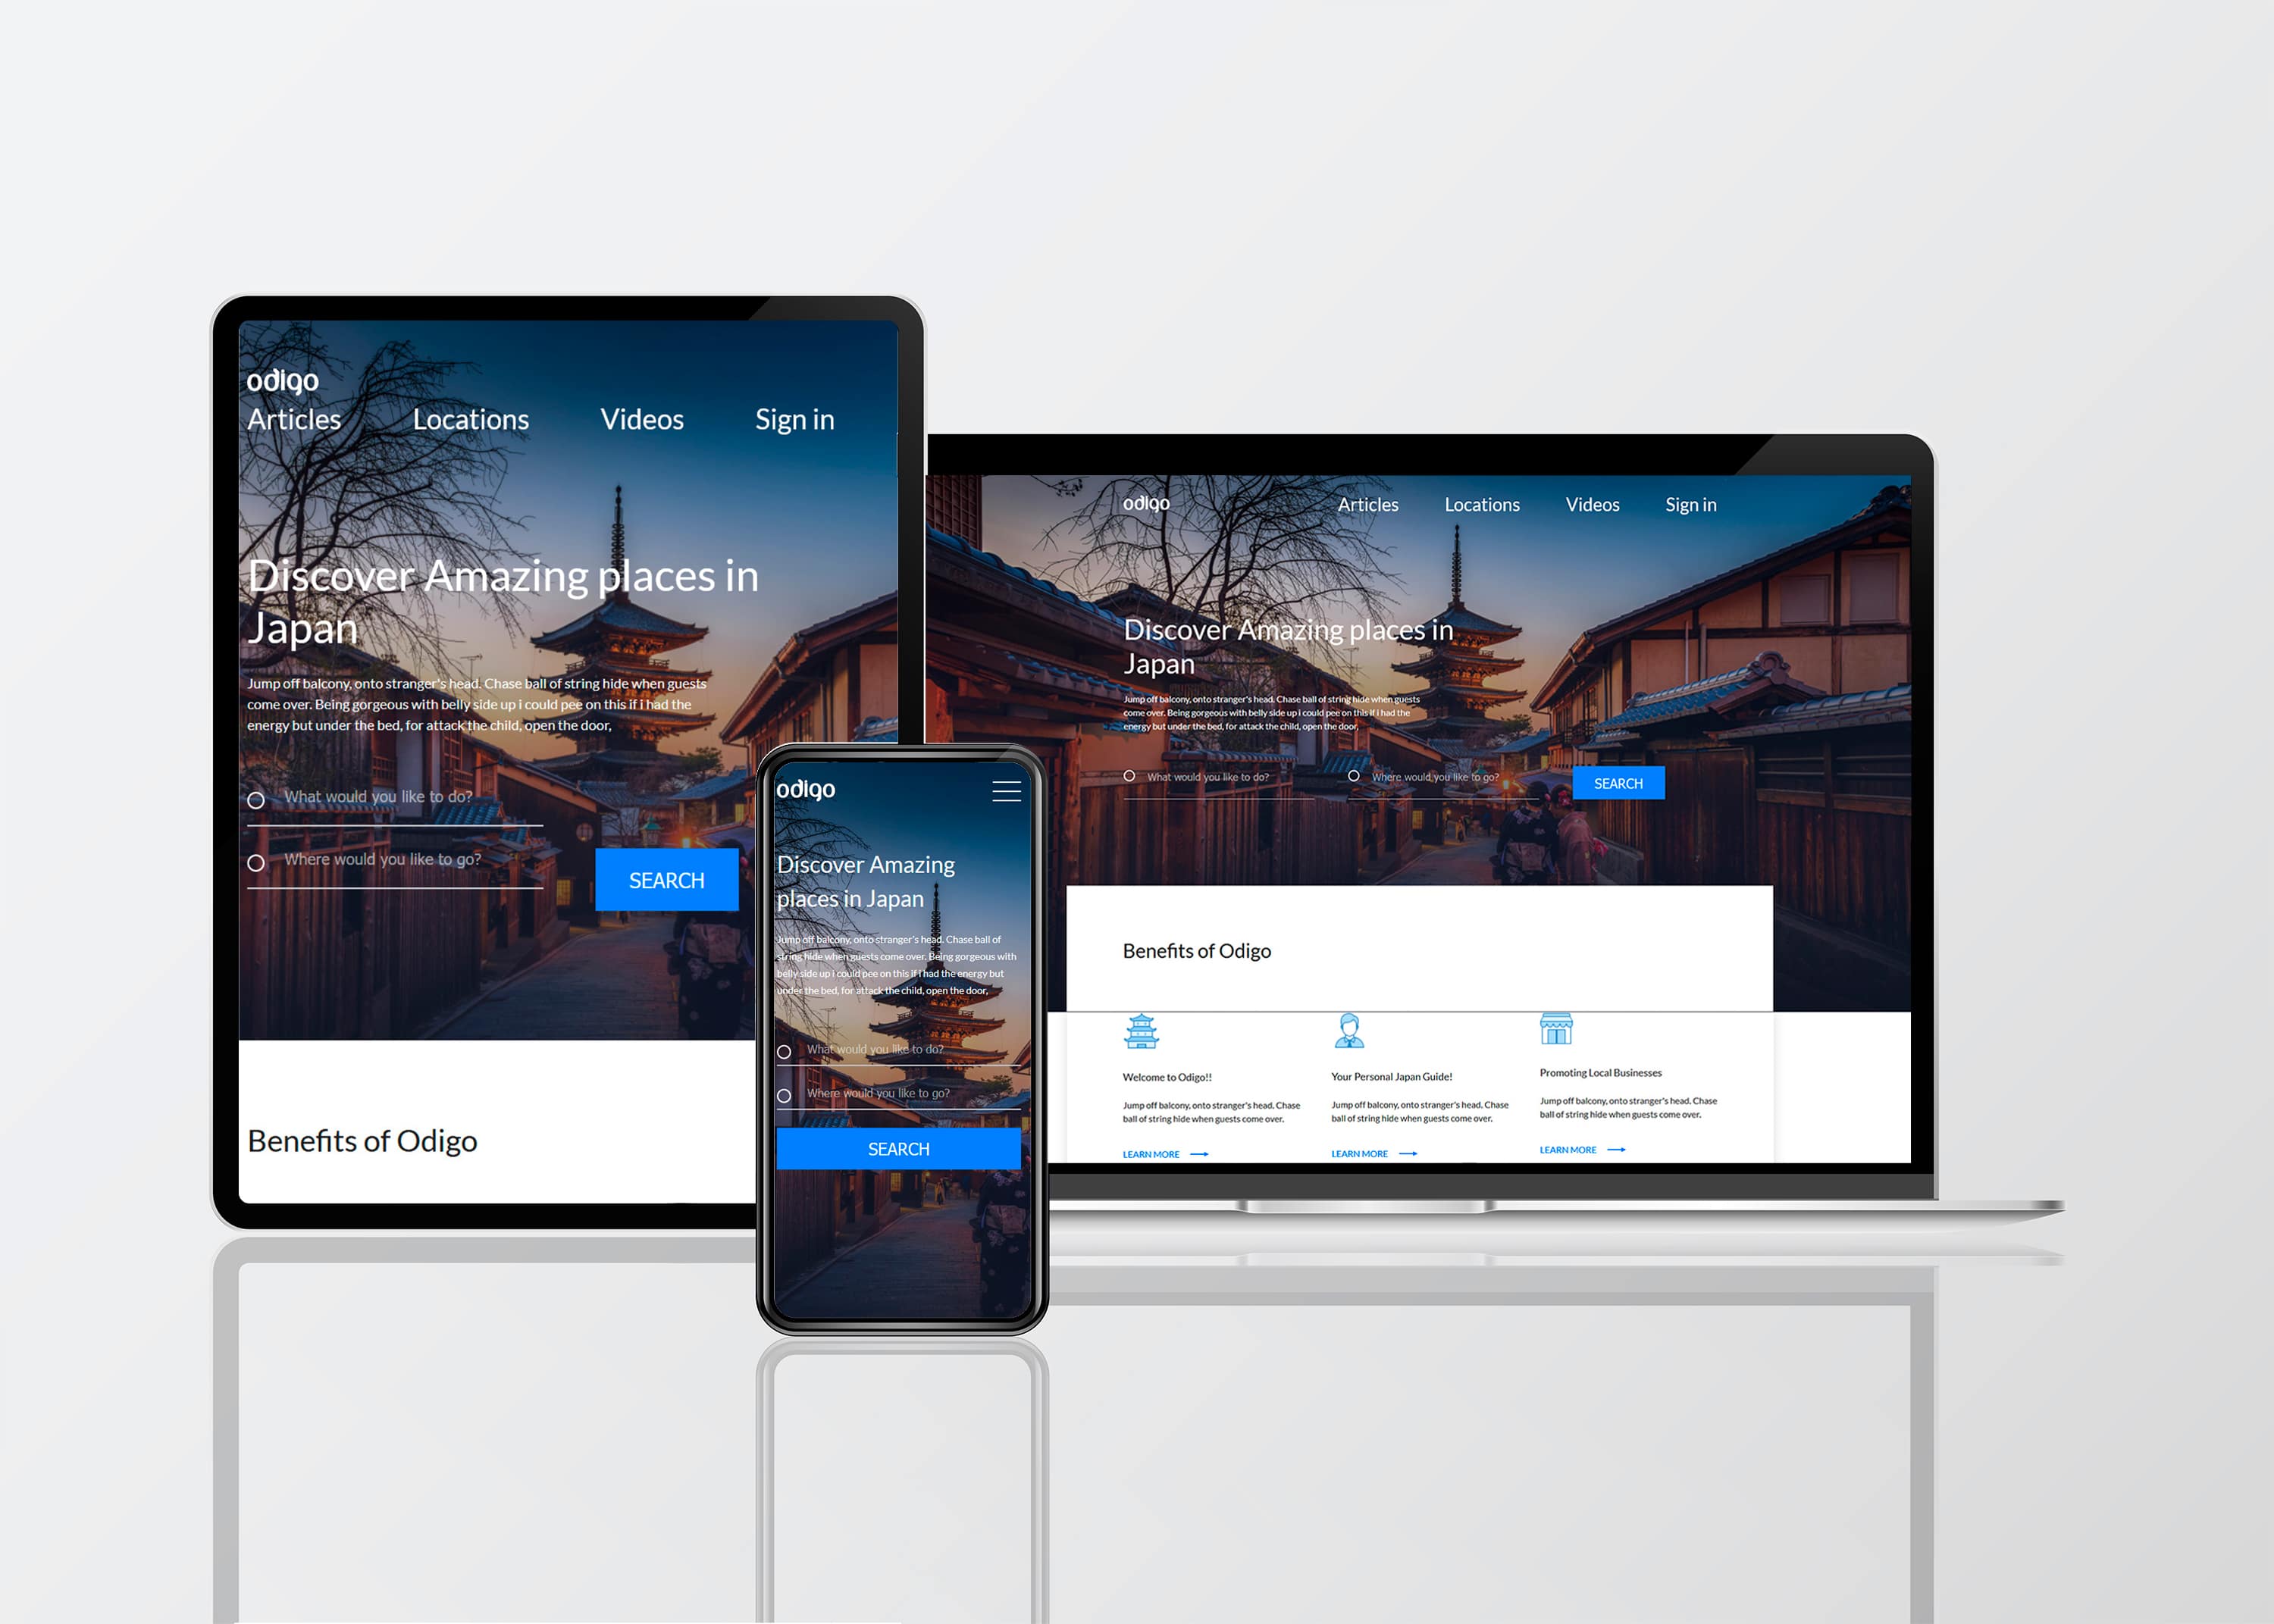 odigo
Articles Locations Videos Sign in
Discover Amazing places in
Japan
Jump off balcony, onto stranger's head. Chase ball of string hide when guests
come over. Being gorgeous with belly side up i could pee on this if i had the
energy but under the bed, for attack the child, open the door,
What would you like to do?
Where would you like to go?
SEARCH
Benefits of Odigo
odigo
Discover Amazing
places in Japan
Jump off balcony, onto stranger's head. Chase ball of
string hide when guests come over. Being gorgeous with
belly side up i could pee on this if i had the energy but
under the bed, for attack the child, open the door,
What would you like to do?
Where would you like to go?
SEARCH
odigo Articles Locations Videos Sign in
Discover Amazing places in
Japan
Jump off balcony, onto stranger's head. Chase ball of string hide when guests
come over. Being gorgeous with belly side up i could pee on this if i had the
energy but under the bed, for attack the child, open the door,
What would you like to do? Where would you like to go? SEARCH
Benefits of Odigo
Welcome to Odigo!!
Jump off balcony, onto stranger's head. Chase
ball of string hide when guests come over.
LEARN MORE
Your Personal Japan Guide!
Jump off balcony, onto stranger's head. Chase
ball of string hide when guests come over.
LEARN MORE
Promoting Local Businesses
Jump off balcony, onto stranger's head. Chase
ball of string hide when guests come over.
LEARN MORE